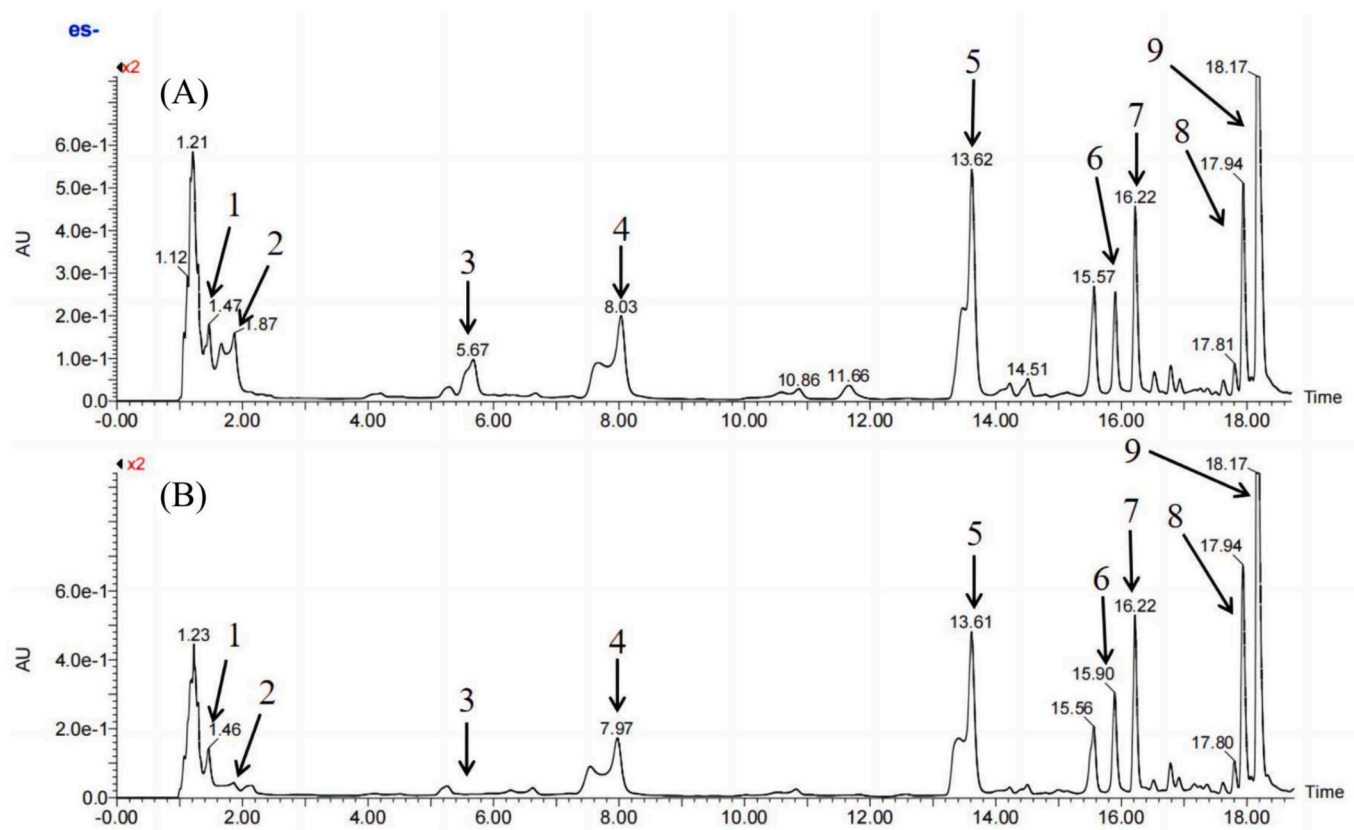 es-
x2
(A)
AU
6.0e-1
5.0e-1
4.0e-1
3.0e-1
2.0e-1
1.0e-1
0.0
1.12
1.21
1
1.47
2
1.87
3
5.67
4
8.03
10.86
11.66
5
13.62
14.51
15.57
6
7
16.22
8
17.81
17.94
9
18.17
-0.00 2.00 4.00 6.00 8.00 10.00 12.00 14.00 16.00 18.00
Time
x2
(B)
AU
6.0e-1
4.0e-1
2.0e-1
0.0
1.23
1
1.46
2
3
4
7.97
5
13.61
15.56
6
15.90
7
16.22
8
17.80
17.94
9
18.17
-0.00 2.00 4.00 6.00 8.00 10.00 12.00 14.00 16.00 18.00
Time